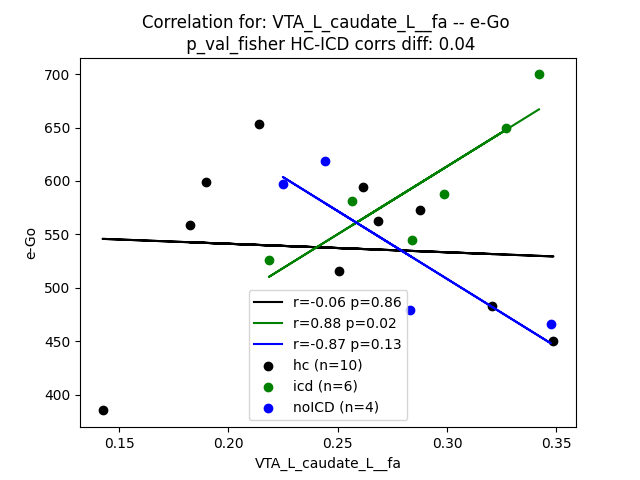 Correlation for: VTA_L_caudate_L__fa -- e-Go
p_val_fisher HC-ICD corrs diff: 0.04
700
650
600
550
500
450
400
e-Go
r=-0.06 p=0.86
r=0.88 p=0.02
r=-0.87 p=0.13
hc (n=10)
icd (n=6)
noICD (n=4)
0.15 0.20 0.25 0.30 0.35
VTA_L_caudate_L__fa